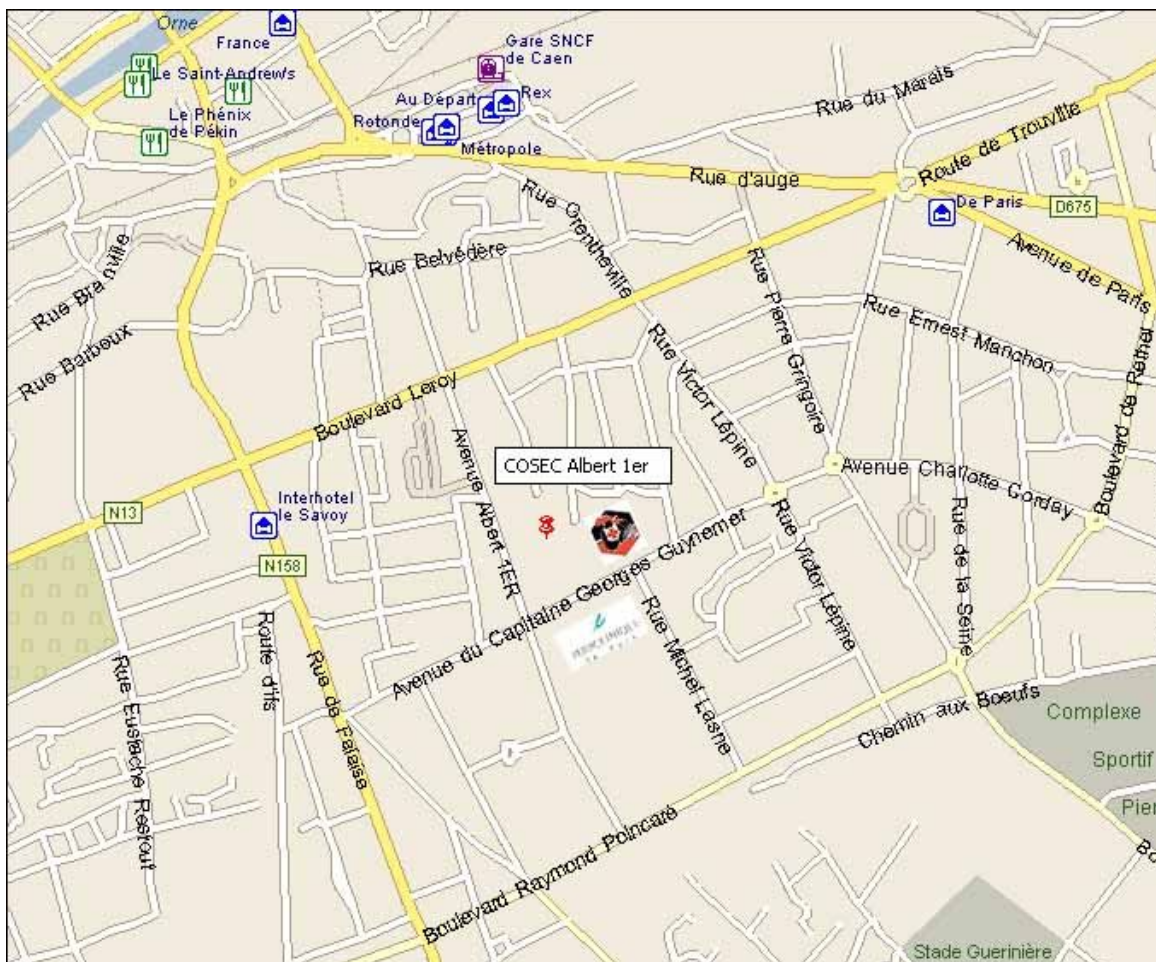 Orne
France
Gare SNCF
de Caen
Le Saint-Andrew's
Au Départ
Rex
Rue du Marais
Le Phénix
de Pékin
Rotonde
Métropole
Route de Trouville
Rue d'auge
De Paris
D675
Rue Grentheville
Avenue de Paris
Rue Belvédère
Rue Branville
Rue Pierre Gringoire
Rue Ernest Manchon
Rue Barboux
Rue Victor Lépine
Boulevard de Rethel
Boulevard Leroy
Avenue Albert 1ER
COSEC Albert 1er
Avenue Charlotte Corday
Interhotel
le Savoy
N13
N158
Rue Victor Lépine
Rue de la Seine
Avenue du Capitaine Georges Guynemer
Rue Michel Lasne
Route d'Ifs
Rue de Falaise
Rue Eustache Restout
Chemin aux Boeufs
Complexe
Sportif
Pier
Bo
Boulevard Raymond Poincaré
Stade Guerinière